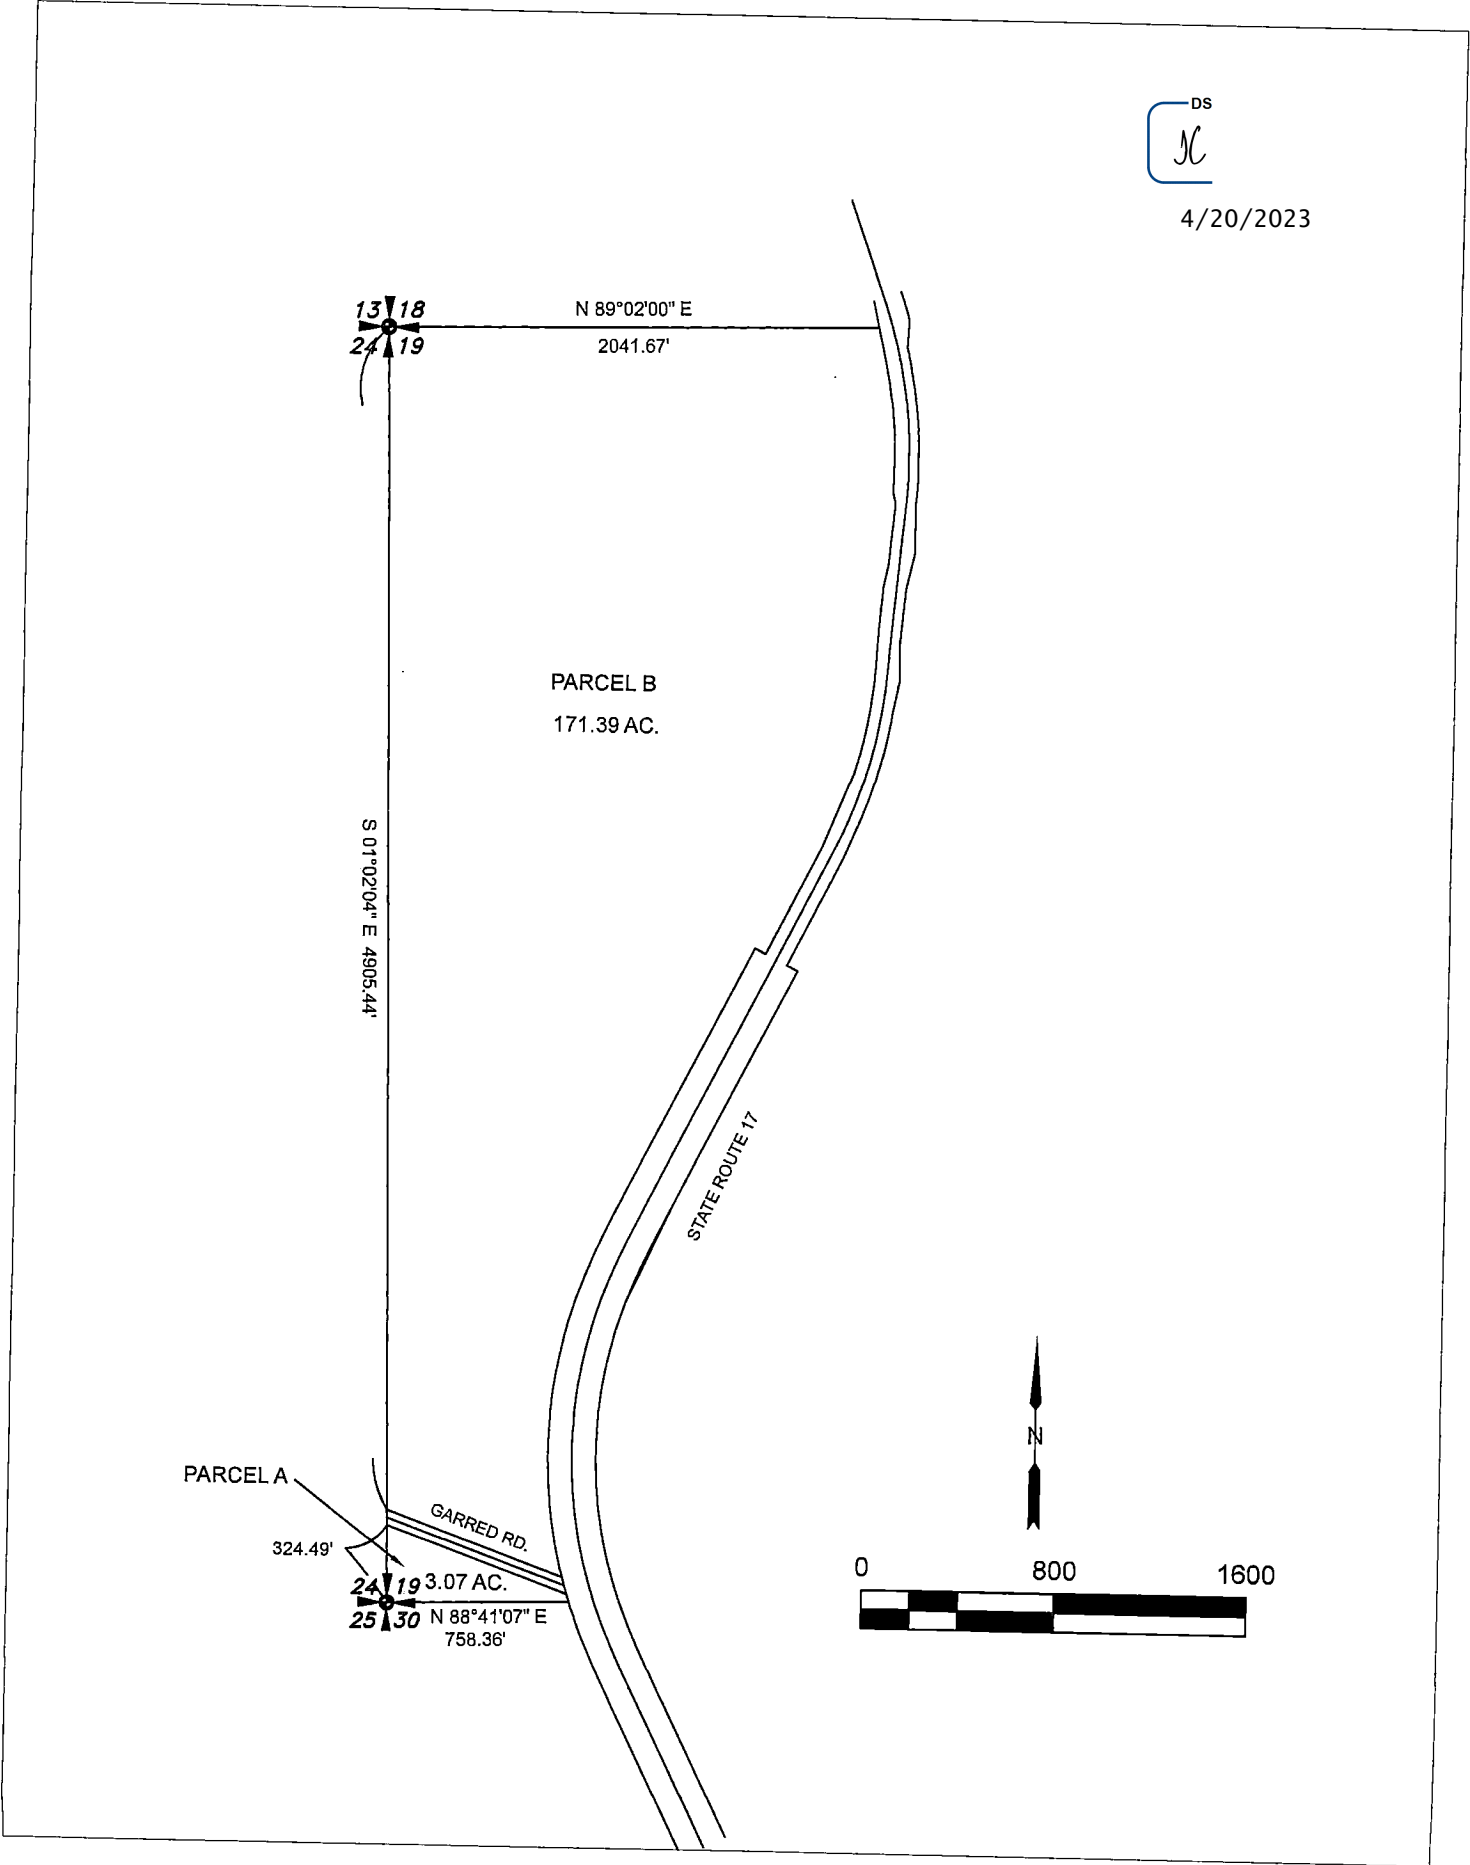 DS
4/20/2023
13 18
24 19
N 89°02'00" E
2041.67'
PARCEL B
171.39 AC.
S 01°02'04" E 4905.44'
STATE ROUTE 17
PARCEL A
GARRED RD.
324.49'
24 19
3.07 AC.
25 30
N 88°41'07" E
758.36'
N
0 800 1600